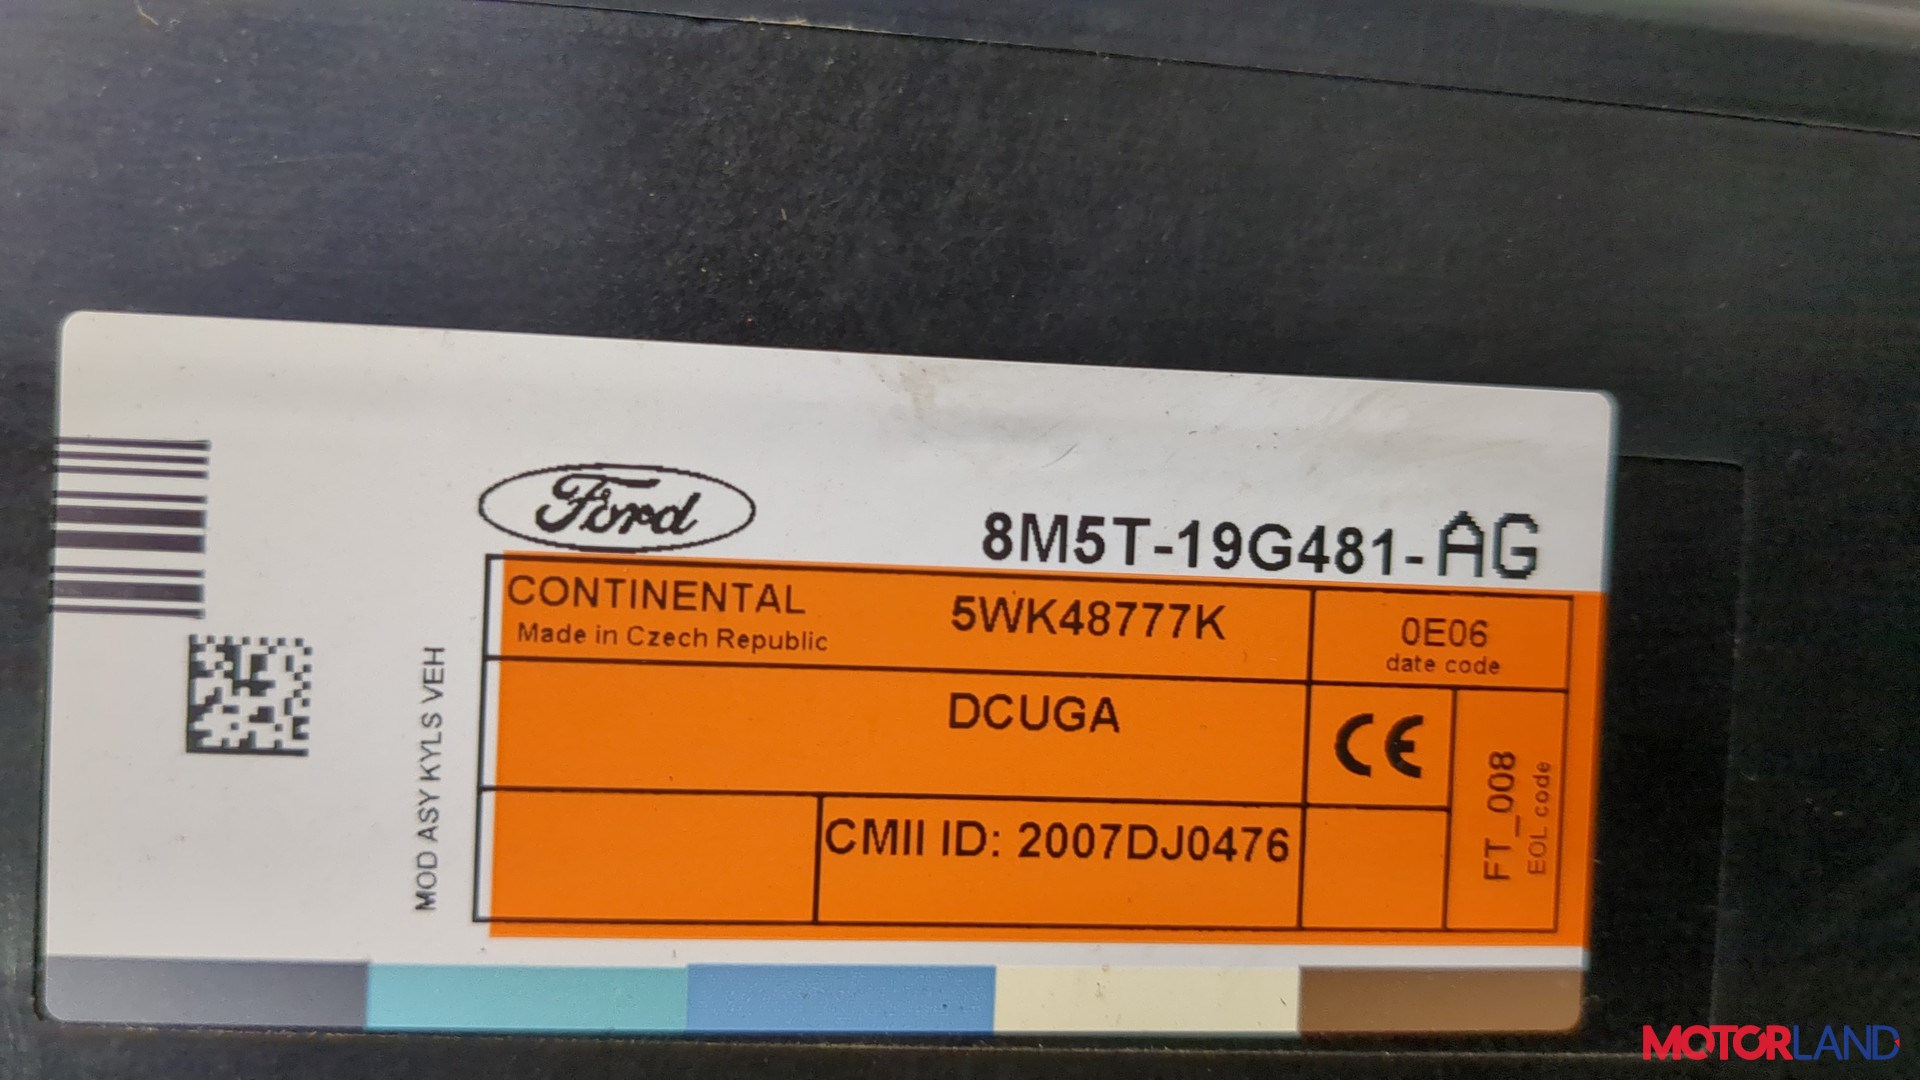 Ford
8M5T-19G481-AG
CONTINENTAL
Made in Czech Republic
5WK48777K
0E06
date code
DCUGA
CE
CMII ID: 2007DJ0476
FT_008
EOL code
MOD ASY KYLS VEH
MOTORLAND